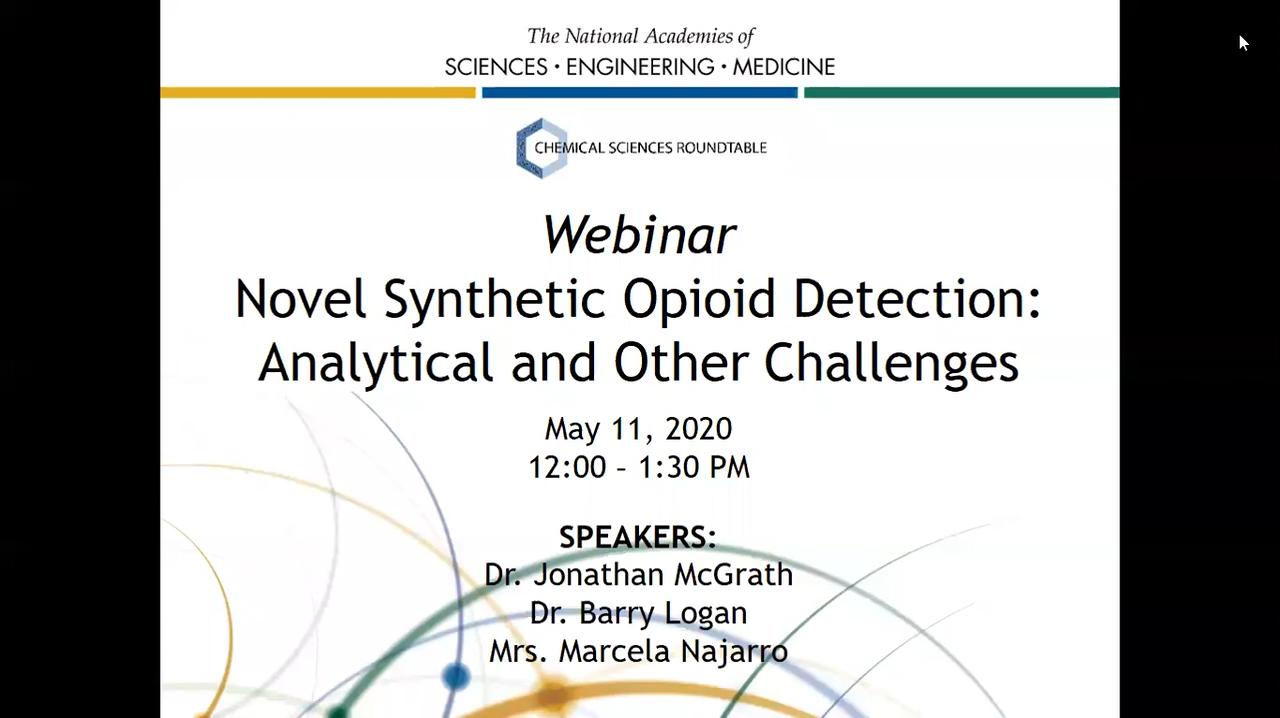 The National Academies of
SCIENCES · ENGINEERING · MEDICINE
CHEMICAL SCIENCES ROUNDTABLE
Webinar
Novel Synthetic Opioid Detection:
Analytical and Other Challenges
May 11, 2020
12:00 – 1:30 PM
SPEAKERS:
Dr. Jonathan McGrath
Dr. Barry Logan
Mrs. Marcela Najarro